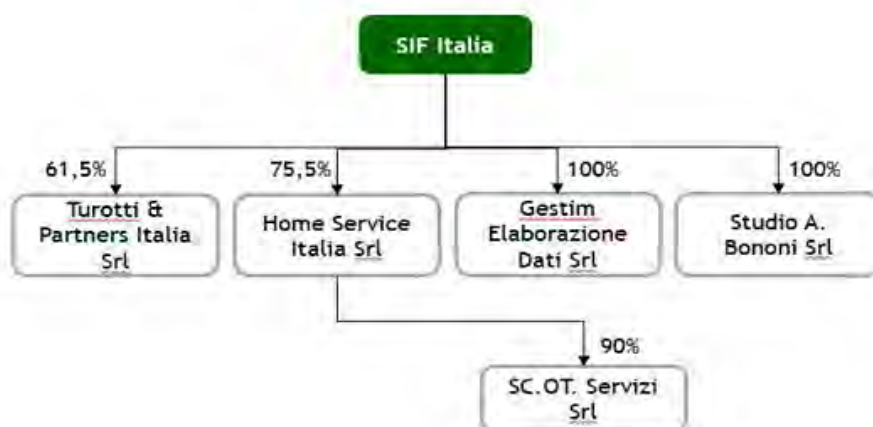 SIF Italia
61,5%
75,5%
100%
100%
Turotti &
Partners Italia
Srl
Home Service
Italia Srl
Gestim
Elaborazione
Dati Srl
Studio A.
Bononi Srl
90%
SC.OT. Servizi
Srl